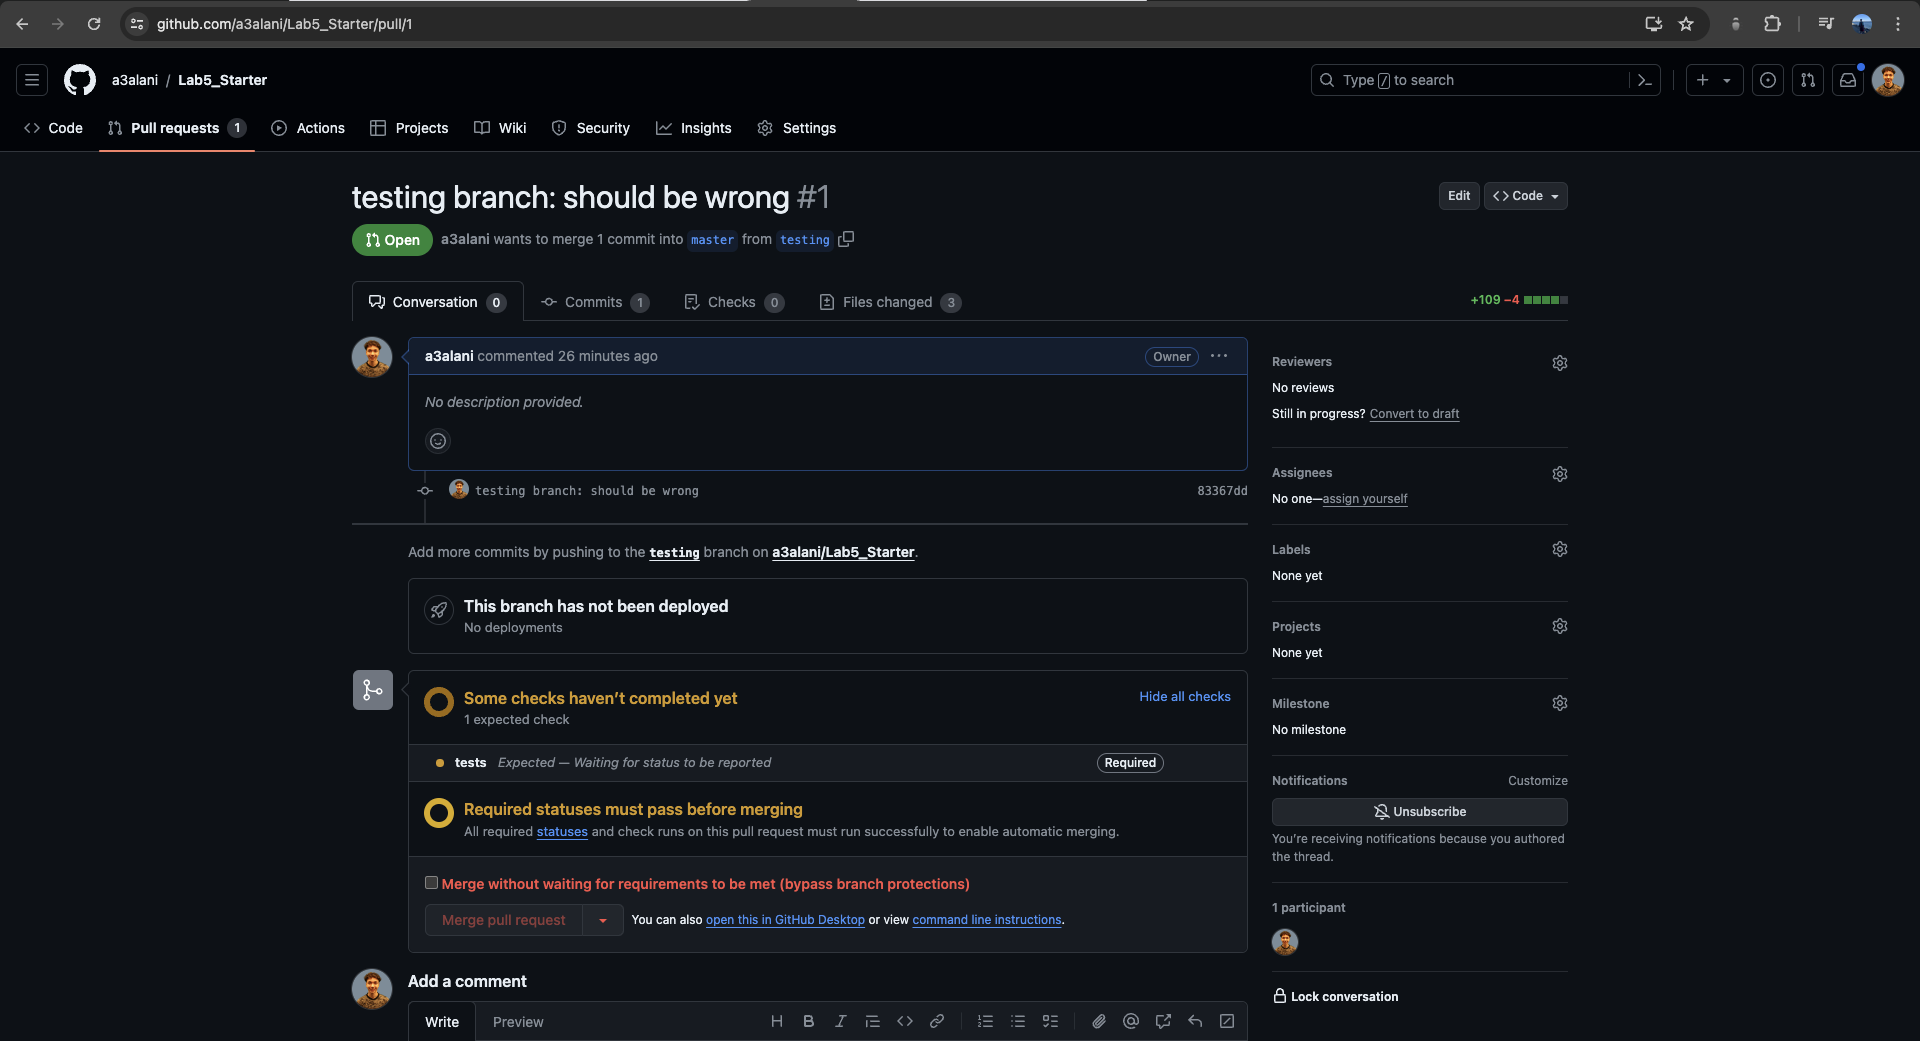 github.com/a3alani/Lab5_Starter/pull/1
a3alani / Lab5_Starter
Type / to search
Code
Pull requests 1
Actions
Projects
Wiki
Security
Insights
Settings
testing branch: should be wrong #1
Edit
<> Code
Open
a3alani wants to merge 1 commit into master from testing
Conversation 0
Commits 1
Checks 0
Files changed 3
+109 −4
a3alani commented 26 minutes ago
Owner
No description provided.
testing branch: should be wrong
83367dd
Add more commits by pushing to the testing branch on a3alani/Lab5_Starter.
This branch has not been deployed
No deployments
Some checks haven’t completed yet
1 expected check
Hide all checks
tests Expected — Waiting for status to be reported
Required
Required statuses must pass before merging
All required statuses and check runs on this pull request must run successfully to enable automatic merging.
Merge without waiting for requirements to be met (bypass branch protections)
Merge pull request
You can also open this in GitHub Desktop or view command line instructions.
Add a comment
Write
Preview
Reviewers
No reviews
Still in progress? Convert to draft
Assignees
No one—assign yourself
Labels
None yet
Projects
None yet
Milestone
No milestone
Notifications
Customize
Unsubscribe
You’re receiving notifications because you authored
the thread.
1 participant
Lock conversation